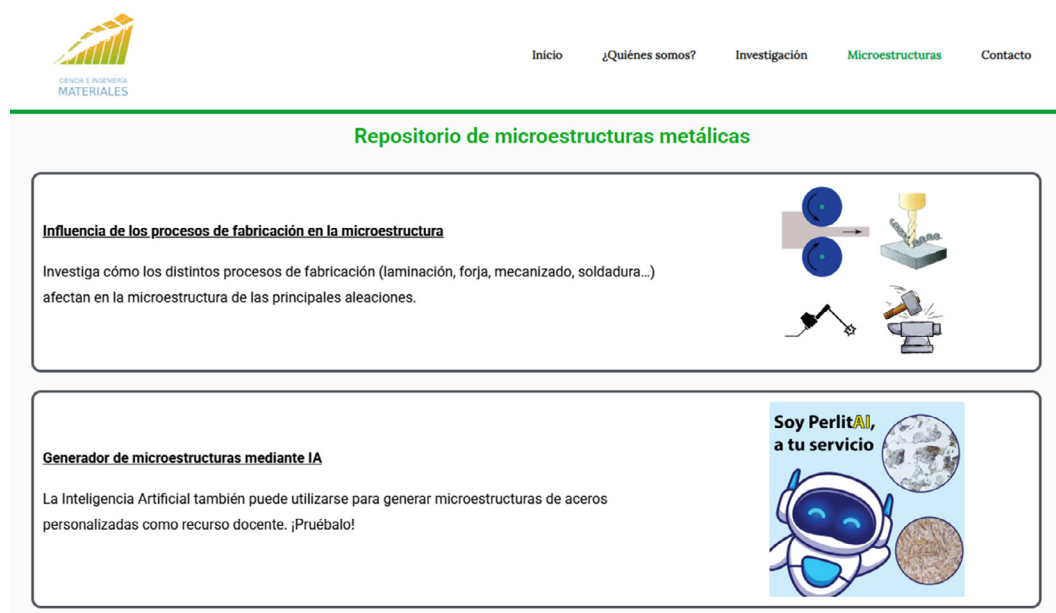 CIENCIA E INGENIERÍA
MATERIALES
Inicio ¿Quiénes somos? Investigación Microestructuras Contacto
Repositorio de microestructuras metálicas
Influencia de los procesos de fabricación en la microestructura
Investiga cómo los distintos procesos de fabricación (laminación, forja, mecanizado, soldadura...)
afectan en la microestructura de las principales aleaciones.
Generador de microestructuras mediante IA
La Inteligencia Artificial también puede utilizarse para generar microestructuras de aceros
personalizadas como recurso docente. ¡Pruébalo!
Soy PerlitAI,
a tu servicio